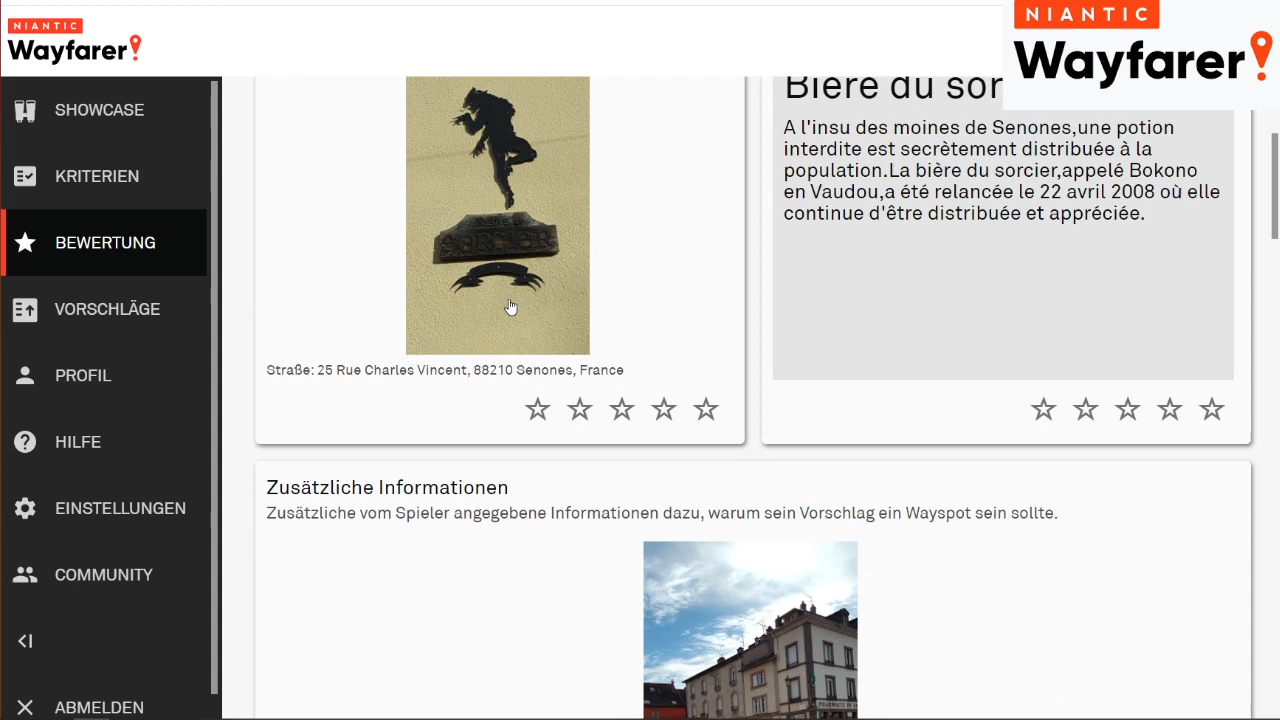 NIANTIC
Wayfarer
NIANTIC
Wayfarer
SHOWCASE
KRITERIEN
BEWERTUNG
VORSCHLÄGE
PROFIL
HILFE
EINSTELLUNGEN
COMMUNITY
ABMELDEN
SORCIER
Straße: 25 Rue Charles Vincent, 88210 Senones, France
Bière du sor
A l'insu des moines de Senones,une potion
interdite est secrètement distribuée à la
population.La bière du sorcier,appelé Bokono
en Vaudou,a été relancée le 22 avril 2008 où elle
continue d'être distribuée et appréciée.
Zusätzliche Informationen
Zusätzliche vom Spieler angegebene Informationen dazu, warum sein Vorschlag ein Wayspot sein sollte.
PHARMACIE DE